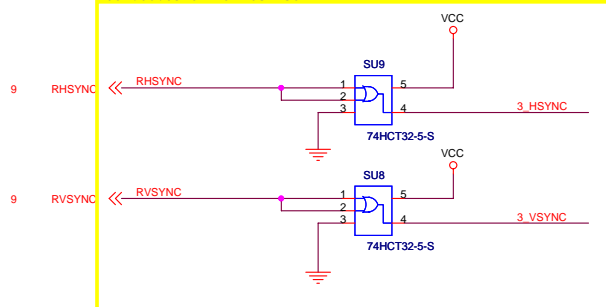 VCC
SU9
9 RHSYNC RHSYNC 1 5
2
3 4 3_HSYNC
74HCT32-5-S
VCC
SU8
9 RVSYNC RVSYNC 1 5
2
3 4 3_VSYNC
74HCT32-5-S